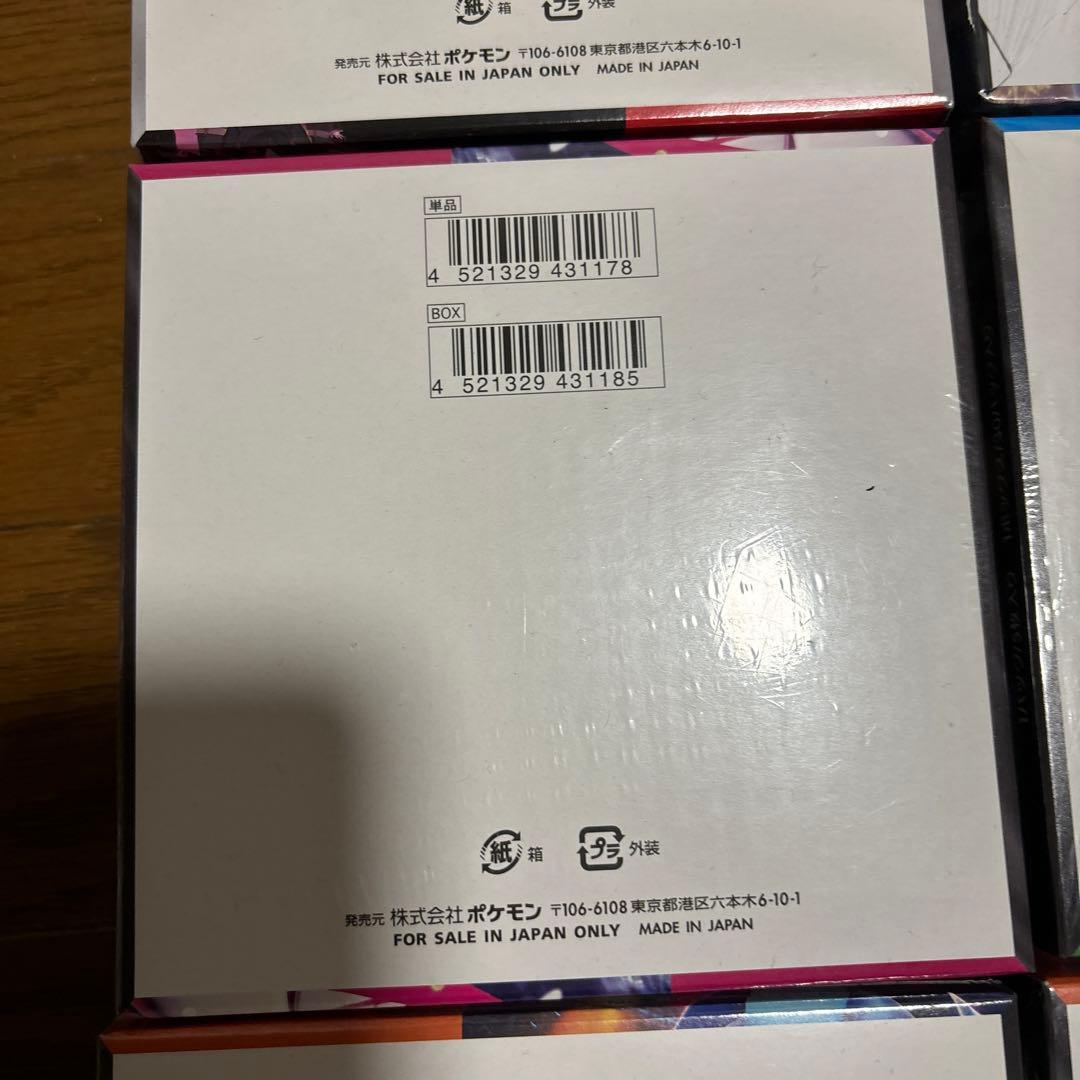 紙 箱 プラ 外装
発売元 株式会社 ポケモン 〒106-6108 東京都港区六本木6-10-1
FOR SALE IN JAPAN ONLY MADE IN JAPAN
単品
4 521329 431178
BOX
4 521329 431185
紙 箱 プラ 外装
発売元 株式会社 ポケモン 〒106-6108 東京都港区六本木6-10-1
FOR SALE IN JAPAN ONLY MADE IN JAPAN